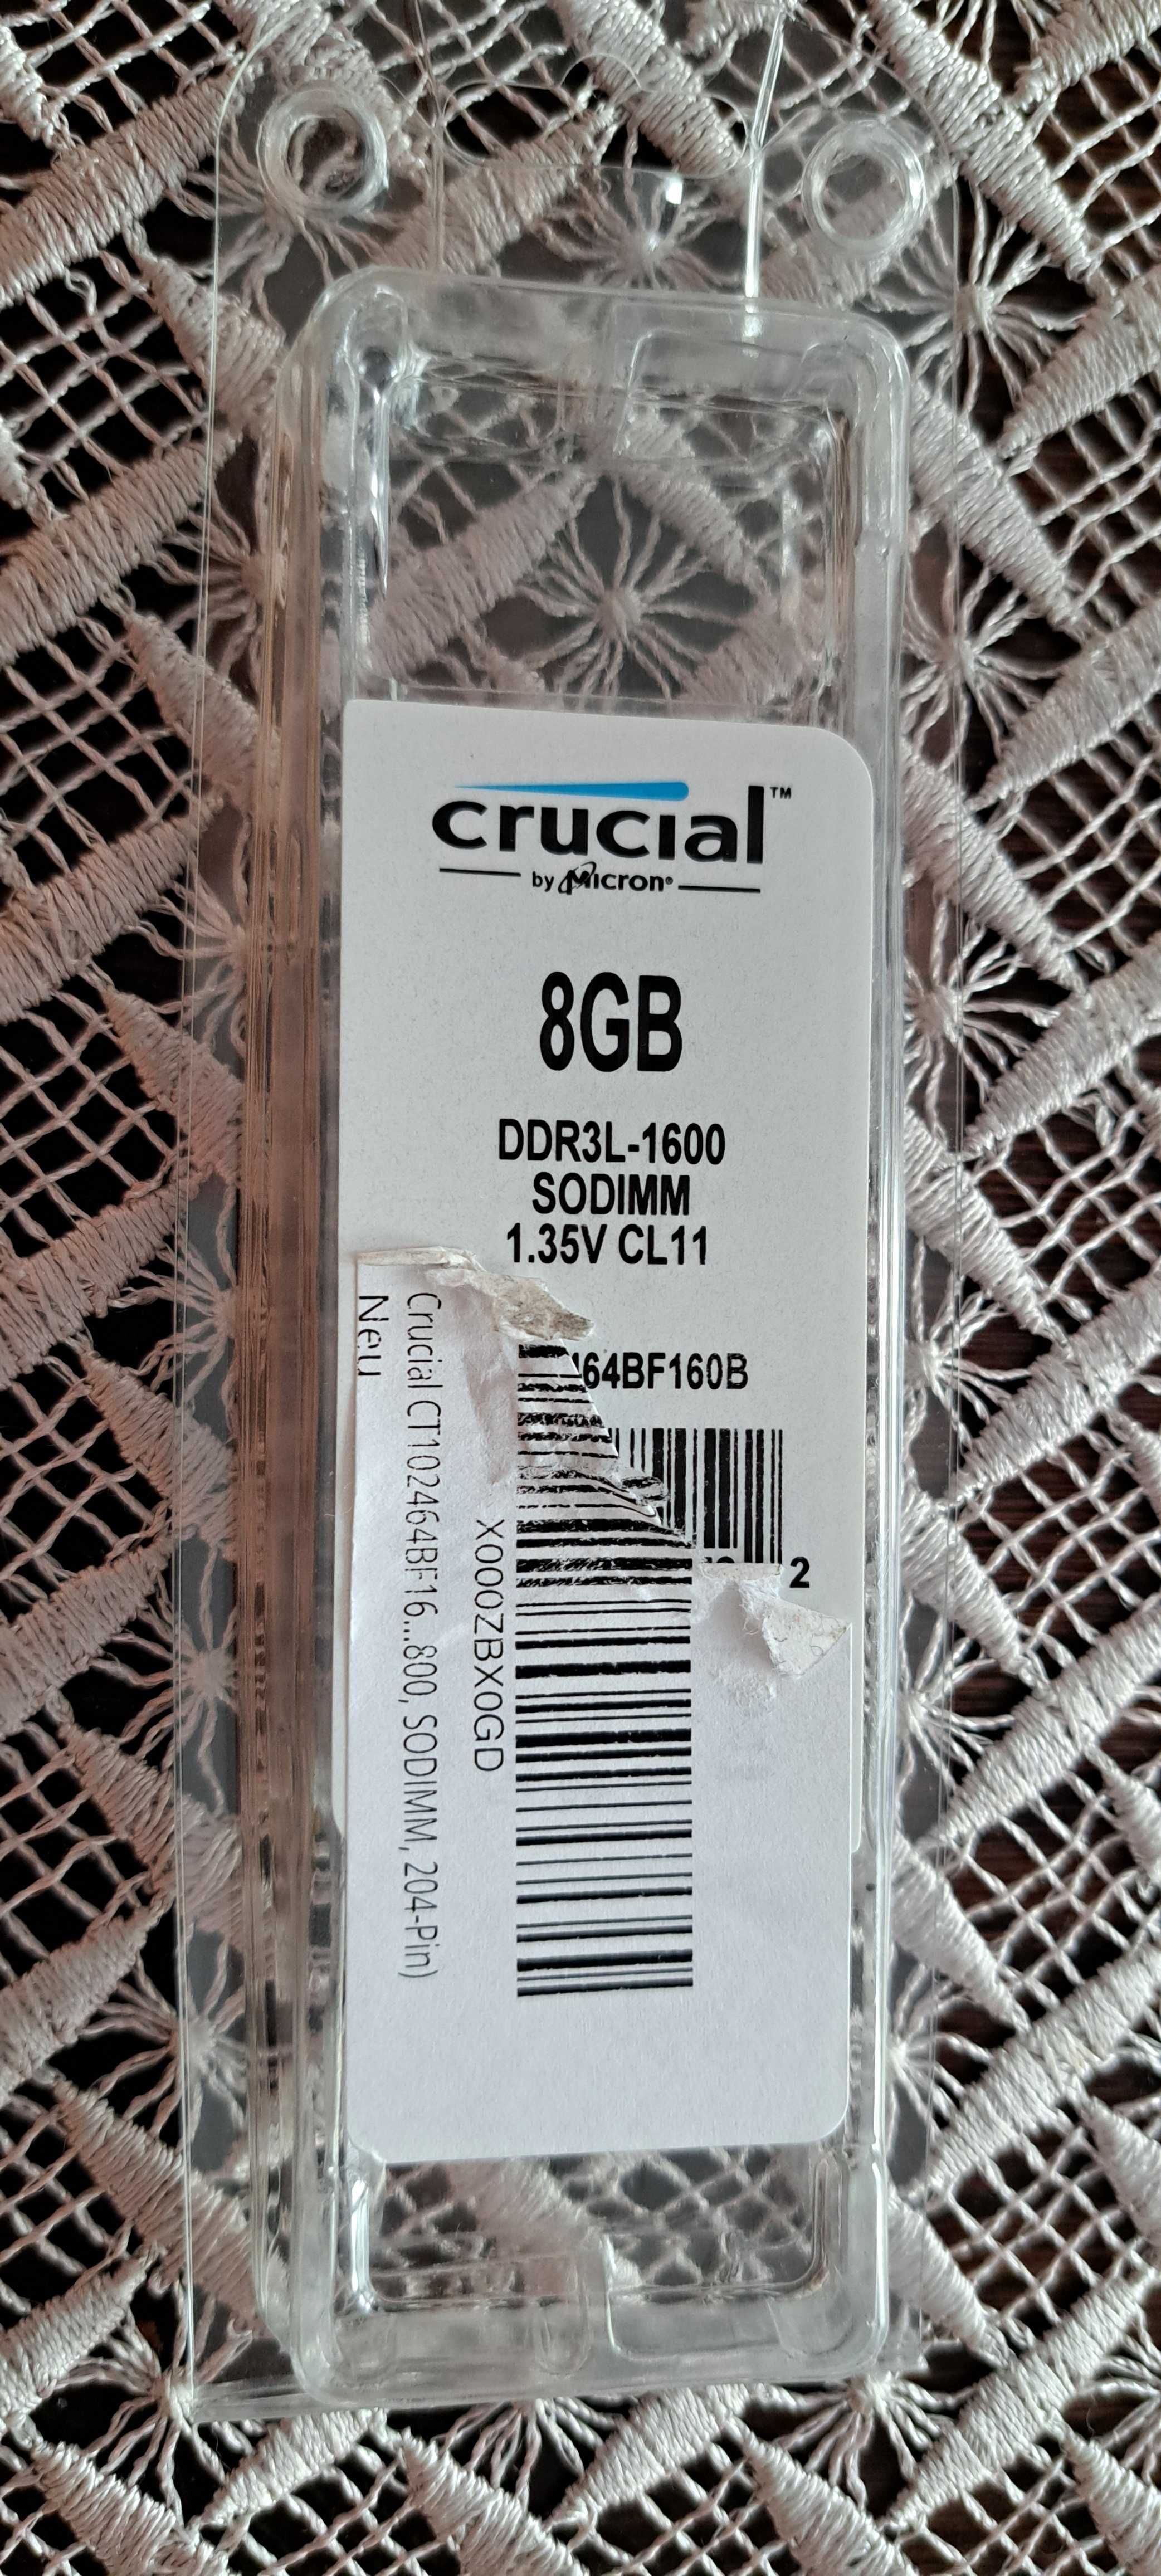 crucial™
by Micron®
8GB
DDR3L-1600
SODIMM
1.35V CL11
64BF160B
2
X000ZBX0GD
Crucial CT102464BF16...800, SODIMM, 204-Pin)
Neu